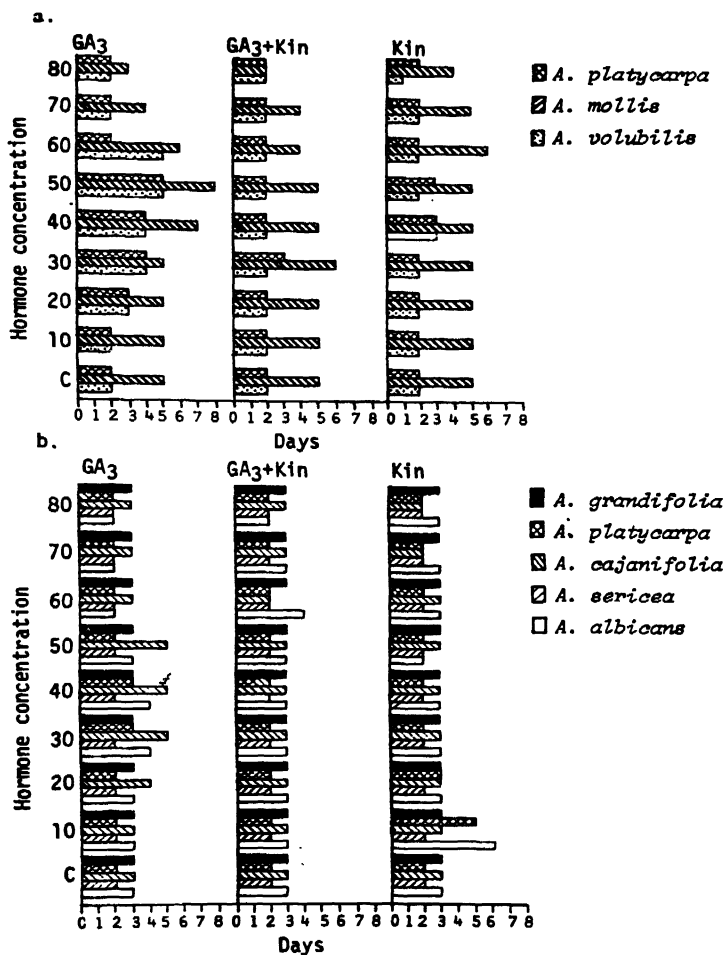 a.
GA3 GA3+Kin Kin
A. platycarpa
A. mollis
A. volubilis
Hormone concentration
80
70
60
50
40
30
20
10
C
0 1 2 3 4 5 6 7 8 0 1 2 3 4 5 6 7 8 0 1 2 3 4 5 6 7 8
Days
b.
GA3 GA3+Kin Kin
A. grandifolia
A. platycarpa
A. cajanifolia
A. sericea
A. albicans
Hormone concentration
80
70
60
50
40
30
20
10
C
C 1 2 3 4 5 6 7 8 0 1 2 3 4 5 6 7 8 0 1 2 3 4 5 6 7 8
Days